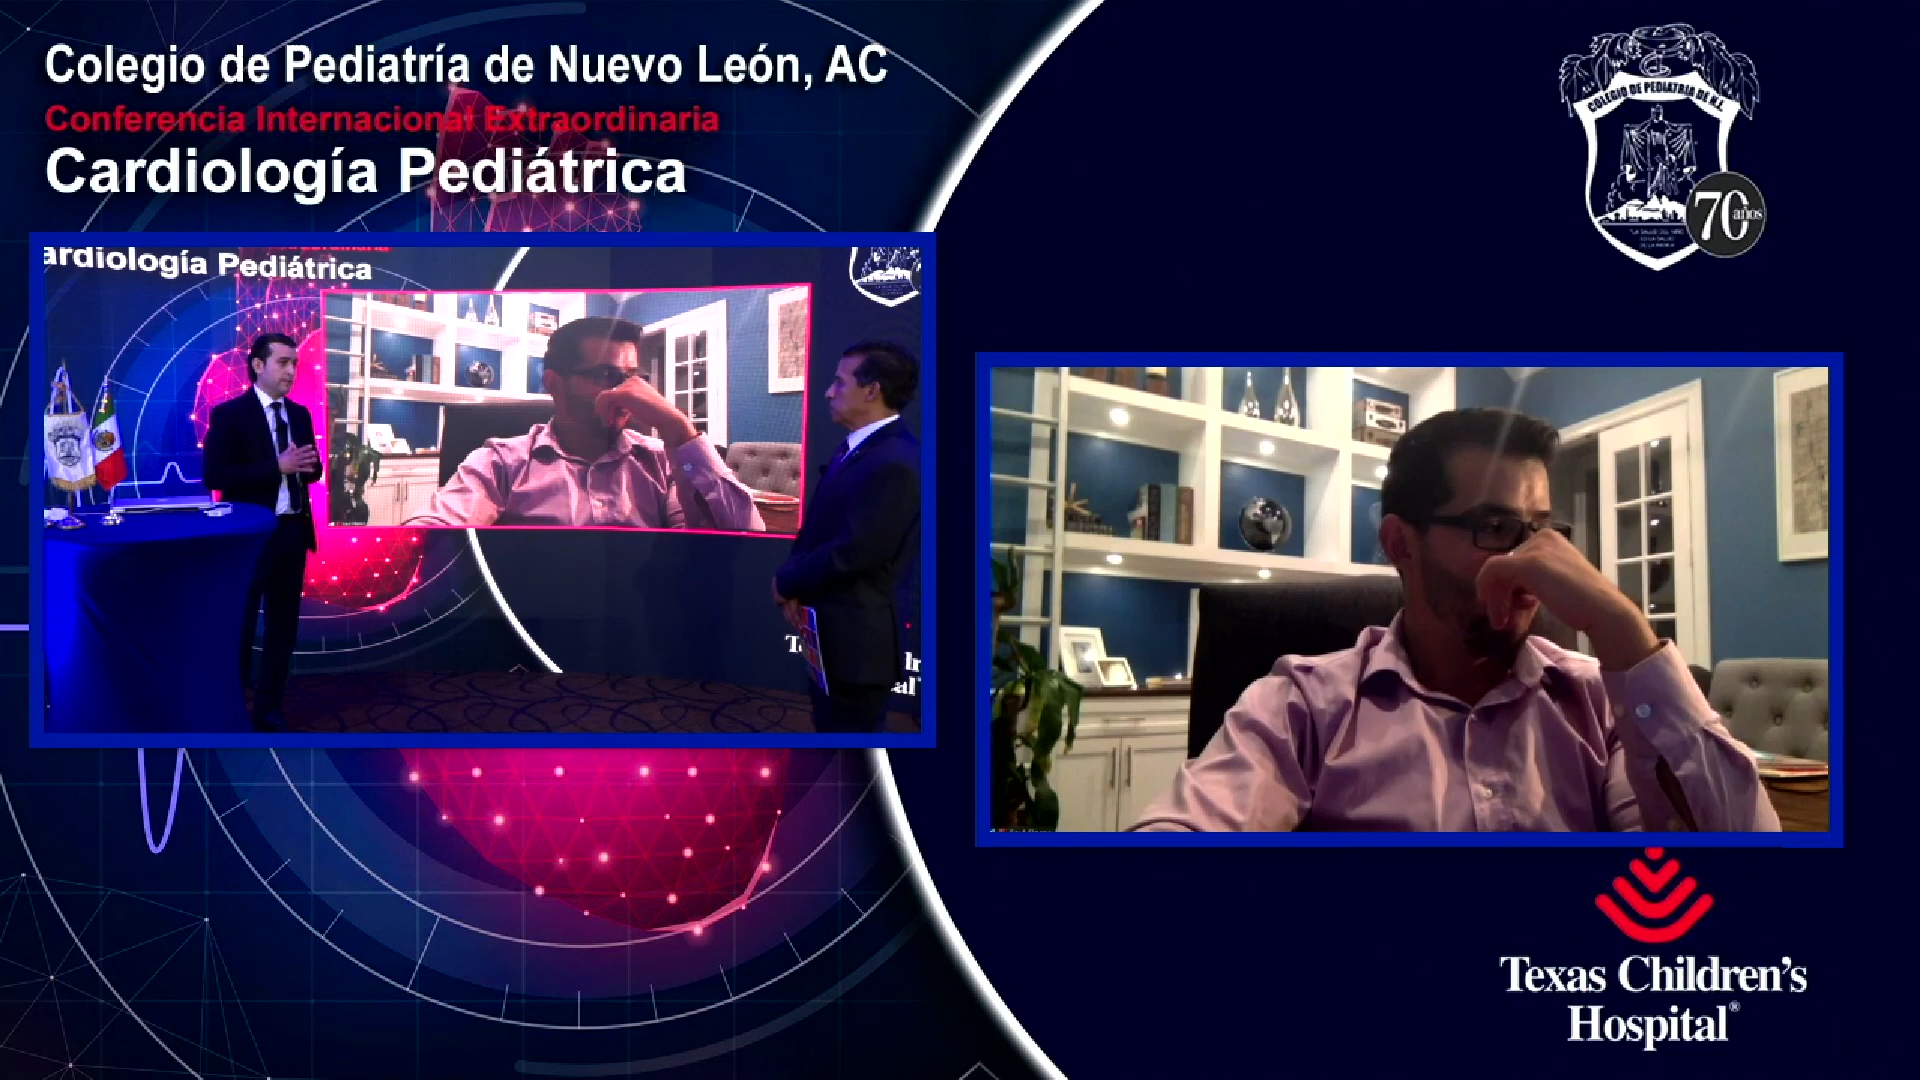 Colegio de Pediatría de Nuevo León, AC
Conferencia Internacional Extraordinaria
Cardiología Pediátrica
COLEGIO DE PEDIATRIA DE N.L.
70 años
ardiología Pediátrica
Texas Children's
Hospital®